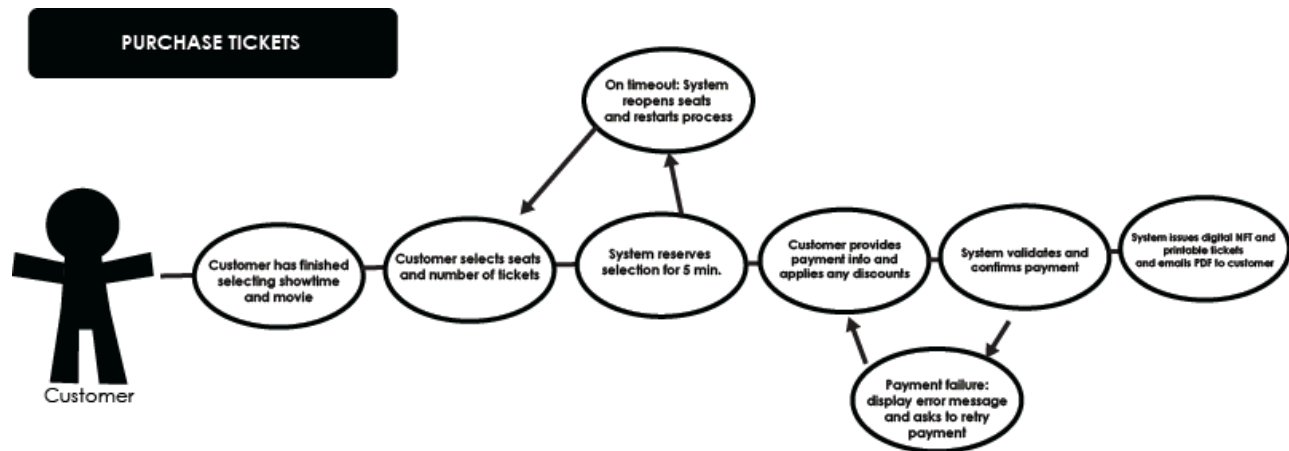 PURCHASE TICKETS
On timeout: System
reopens seats
and restarts process
Customer has finished
selecting showtime
and movie
Customer selects seats
and number of tickets
System reserves
selection for 5 min.
Customer provides
payment info and
applies any discounts
System validates and
confirms payment
System issues digital NFT and
printable tickets
and emails PDF to customer
Payment failure:
display error message
and asks to retry
payment
Customer